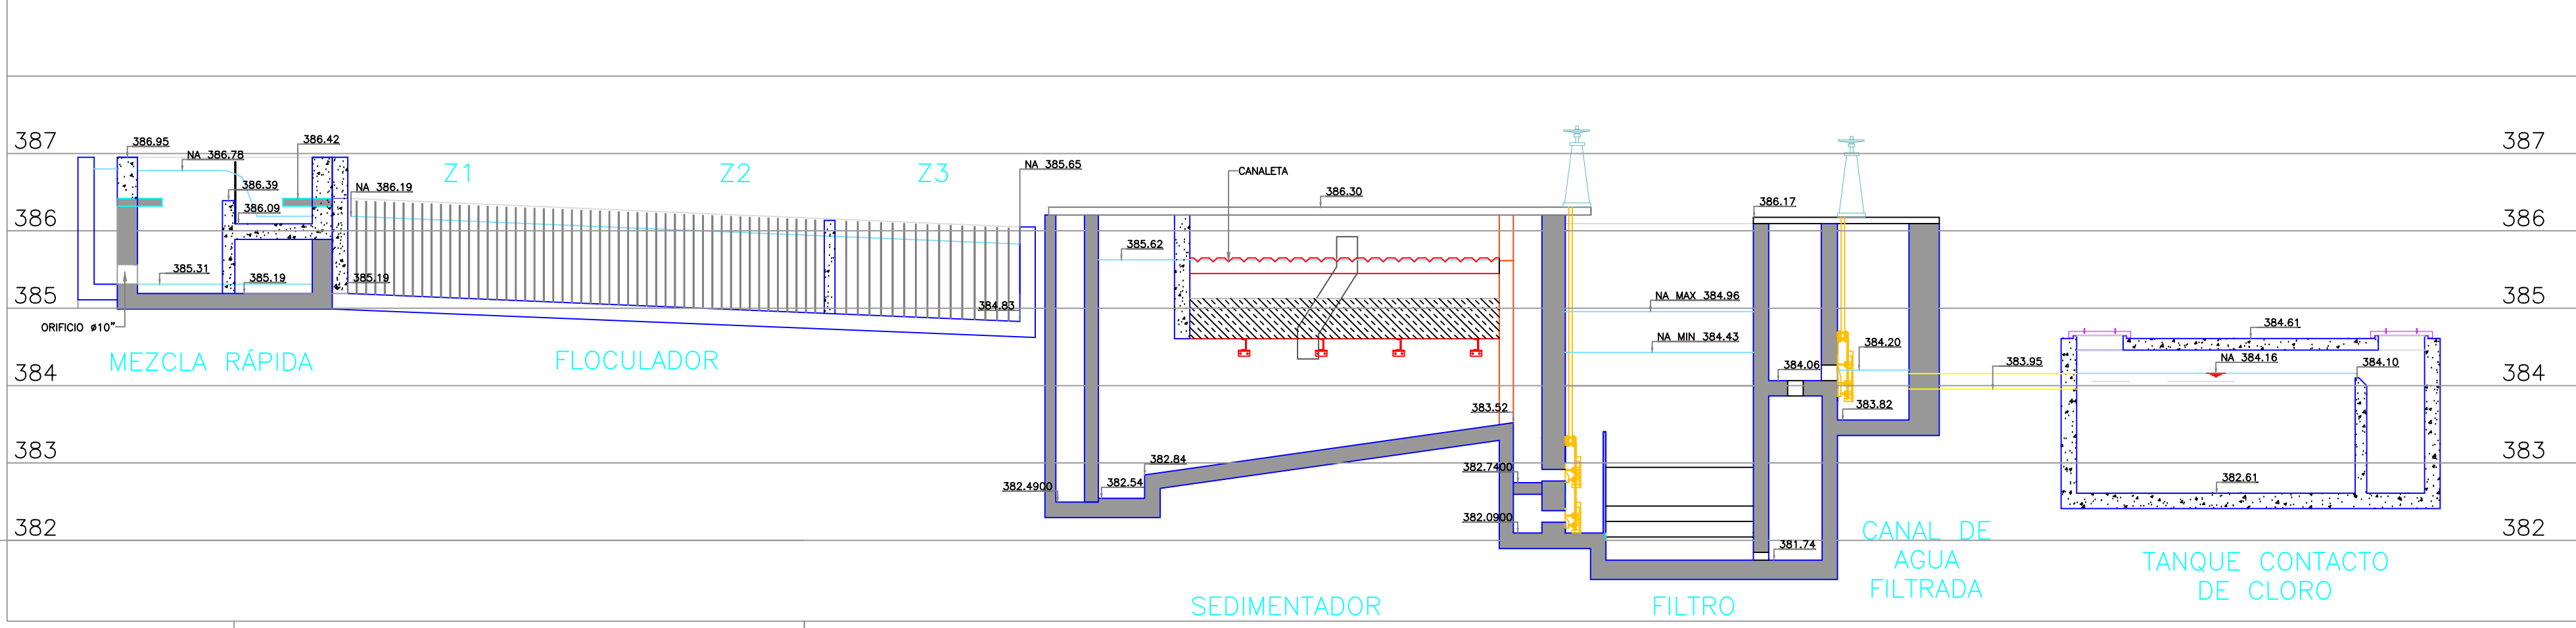 387
386
385
384
383
382
386.95
NA 386.78
386.42
386.39
386.09
385.31
385.19
ORIFICIO ø10"
MEZCLA RÁPIDA
NA 386.19
385.19
Z1
Z2
Z3
384.83
NA 385.65
FLOCULADOR
CANALETA
386.30
385.62
383.52
382.84
382.54
382.4900
382.7400
382.0900
SEDIMENTADOR
NA MAX 384.96
NA MIN 384.43
386.17
384.06
381.74
FILTRO
384.20
383.82
383.95
CANAL DE
AGUA
FILTRADA
384.61
NA 384.16
384.10
382.61
TANQUE CONTACTO
DE CLORO
387
386
385
384
383
382